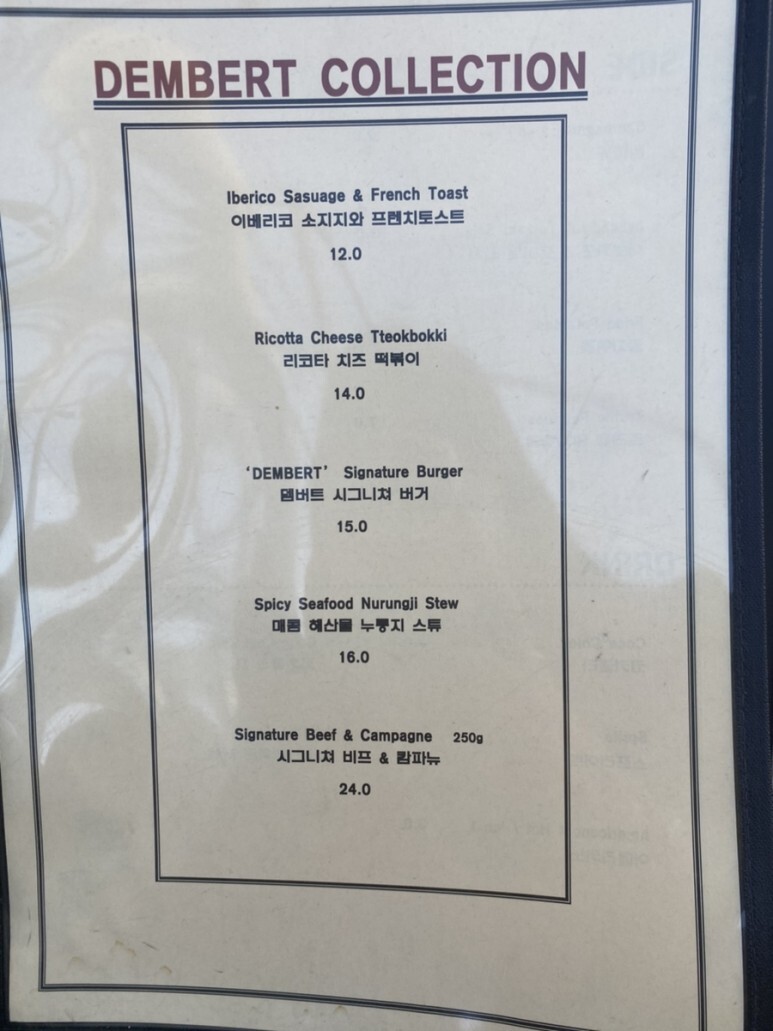 DEMBERT COLLECTION
Iberico Sasuage & French Toast
이베리코 소지지와 프렌치토스트
12.0
Ricotta Cheese Tteokbokki
리코타 치즈 떡볶이
14.0
‘DEMBERT’ Signature Burger
뎀버트 시그니쳐 버거
15.0
Spicy Seafood Nurungji Stew
매콤 해산물 누룽지 스튜
16.0
Signature Beef & Campagne 250g
시그니쳐 비프 & 캄파뉴
24.0